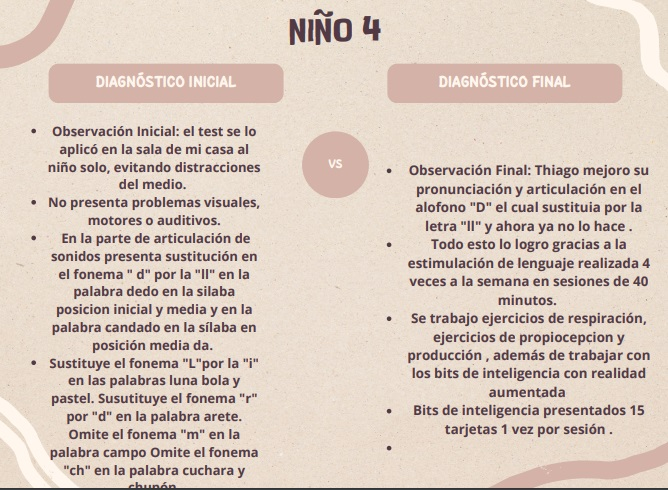 NIÑO 4
DIAGNÓSTICO INICIAL
• Observación Inicial: el test se lo
aplicó en la sala de mi casa al
niño solo, evitando distracciones
del medio.
• No presenta problemas visuales,
motores o auditivos.
• En la parte de articulación de
sonidos presenta sustitución en
el fonema " d" por la "ll" en la
palabra dedo en la silaba
posicion inicial y media y en la
palabra candado en la sílaba en
posición media da.
• Sustituye el fonema "L"por la "i"
en las palabras luna bola y
pastel. Susustituye el fonema "r"
por "d" en la palabra arete.
Omite el fonema "m" en la
palabra campo Omite el fonema
"ch" en la palabra cuchara y
VS
DIAGNÓSTICO FINAL
• Observación Final: Thiago mejoro su
pronunciación y articulación en el
alofono "D" el cual sustituia por la
letra "ll" y ahora ya no lo hace .
• Todo esto lo logro gracias a la
estimulación de lenguaje realizada 4
veces a la semana en sesiones de 40
minutos.
• Se trabajo ejercicios de respiración,
ejercicios de propiocepcion y
producción , además de trabajar con
los bits de inteligencia con realidad
aumentada
• Bits de inteligencia presentados 15
tarjetas 1 vez por sesión .
•